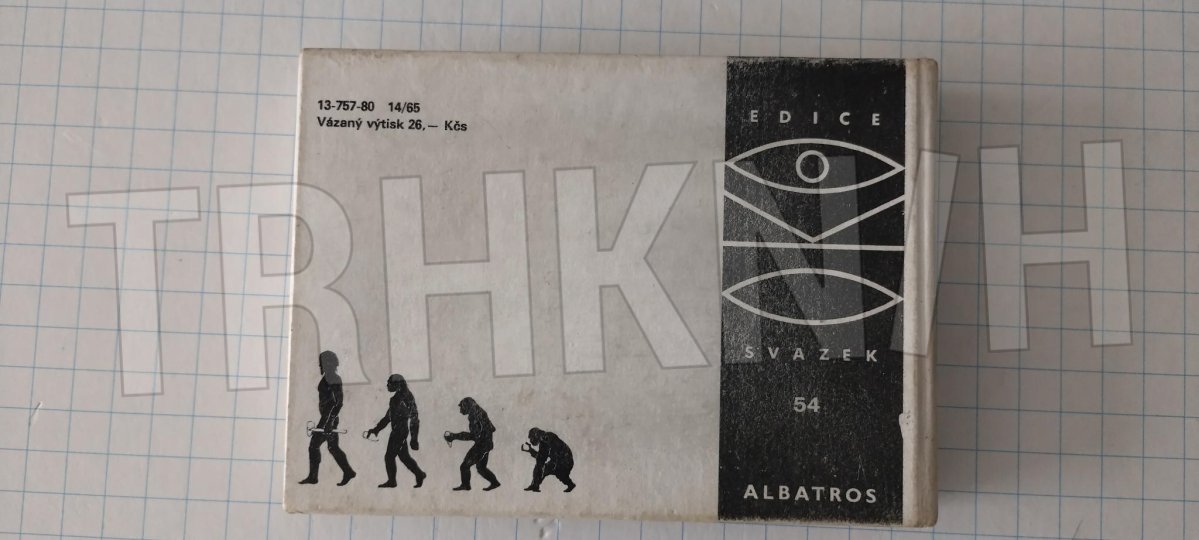 13-757-80 14/65
Vázaný výtisk 26,— Kčs
EDICE
SVAZEK
54
ALBATROS
TRHKNIH